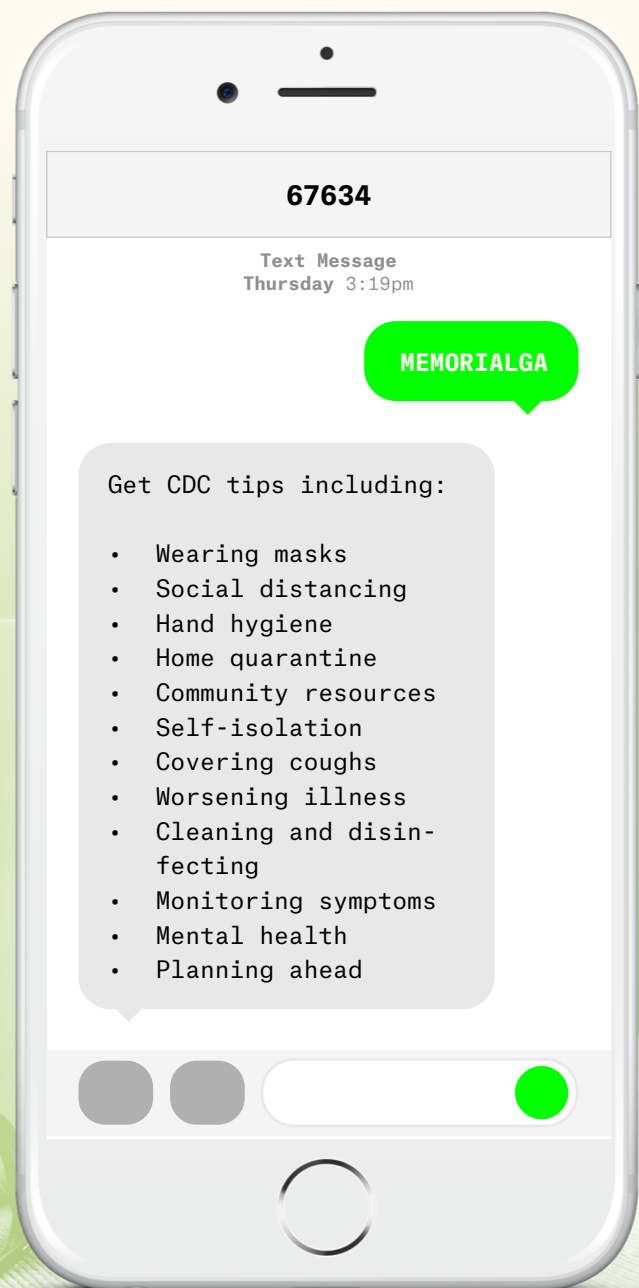 67634
Text Message
Thursday 3:19pm
MEMORIALGA
Get CDC tips including:
• Wearing masks
• Social distancing
• Hand hygiene
• Home quarantine
• Community resources
• Self-isolation
• Covering coughs
• Worsening illness
• Cleaning and disin-
fecting
• Monitoring symptoms
• Mental health
• Planning ahead